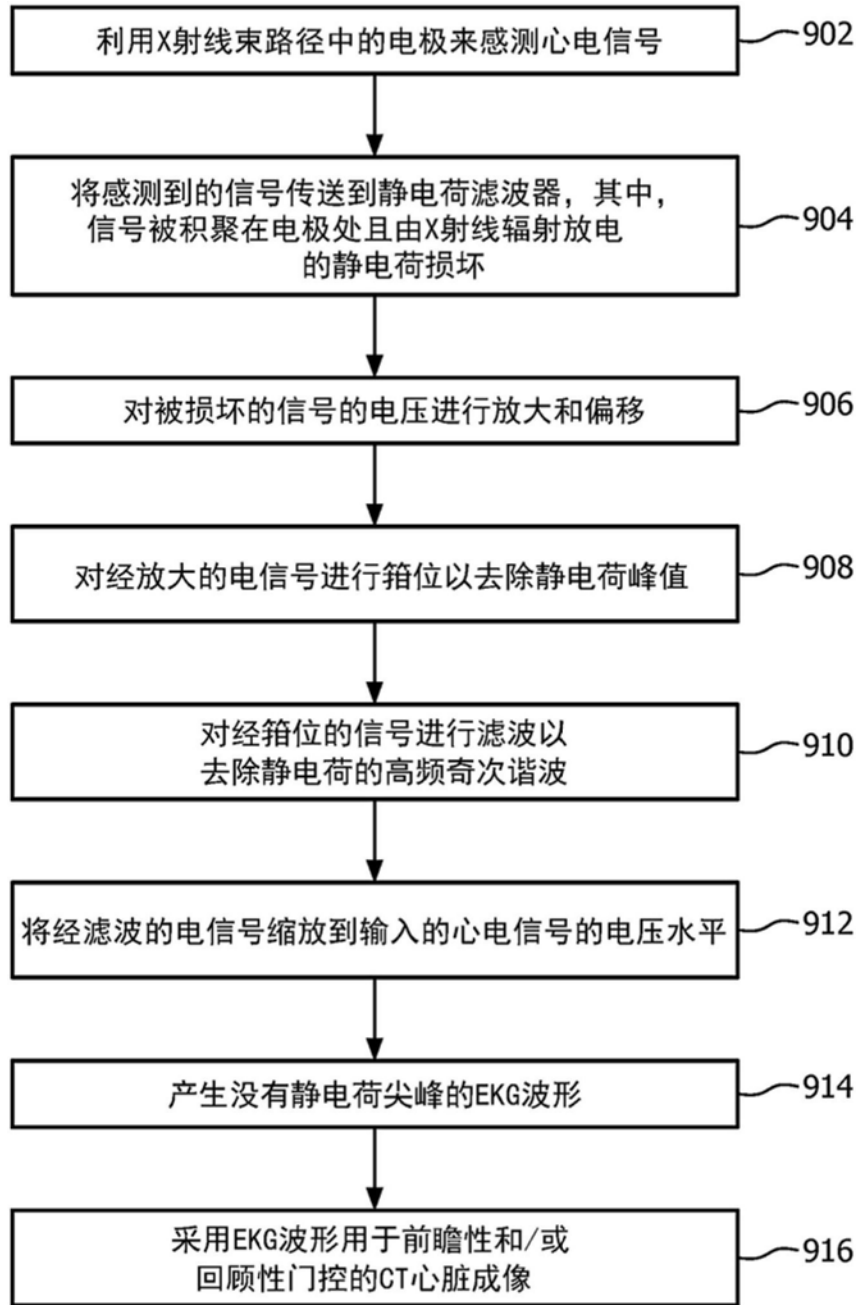 利用X射线束路径中的电极来感测心电信号
902
将感测到的信号传送到静电荷滤波器，其中，
信号被积聚在电极处且由X射线辐射放电
的静电荷损坏
904
对被损坏的信号的电压进行放大和偏移
906
对经放大的电信号进行箝位以去除静电荷峰值
908
对经箝位的信号进行滤波以
去除静电荷的高频奇次谐波
910
将经滤波的电信号缩放到输入的心电信号的电压水平
912
产生没有静电荷尖峰的EKG波形
914
采用EKG波形用于前瞻性和/或
回顾性门控的CT心脏成像
916